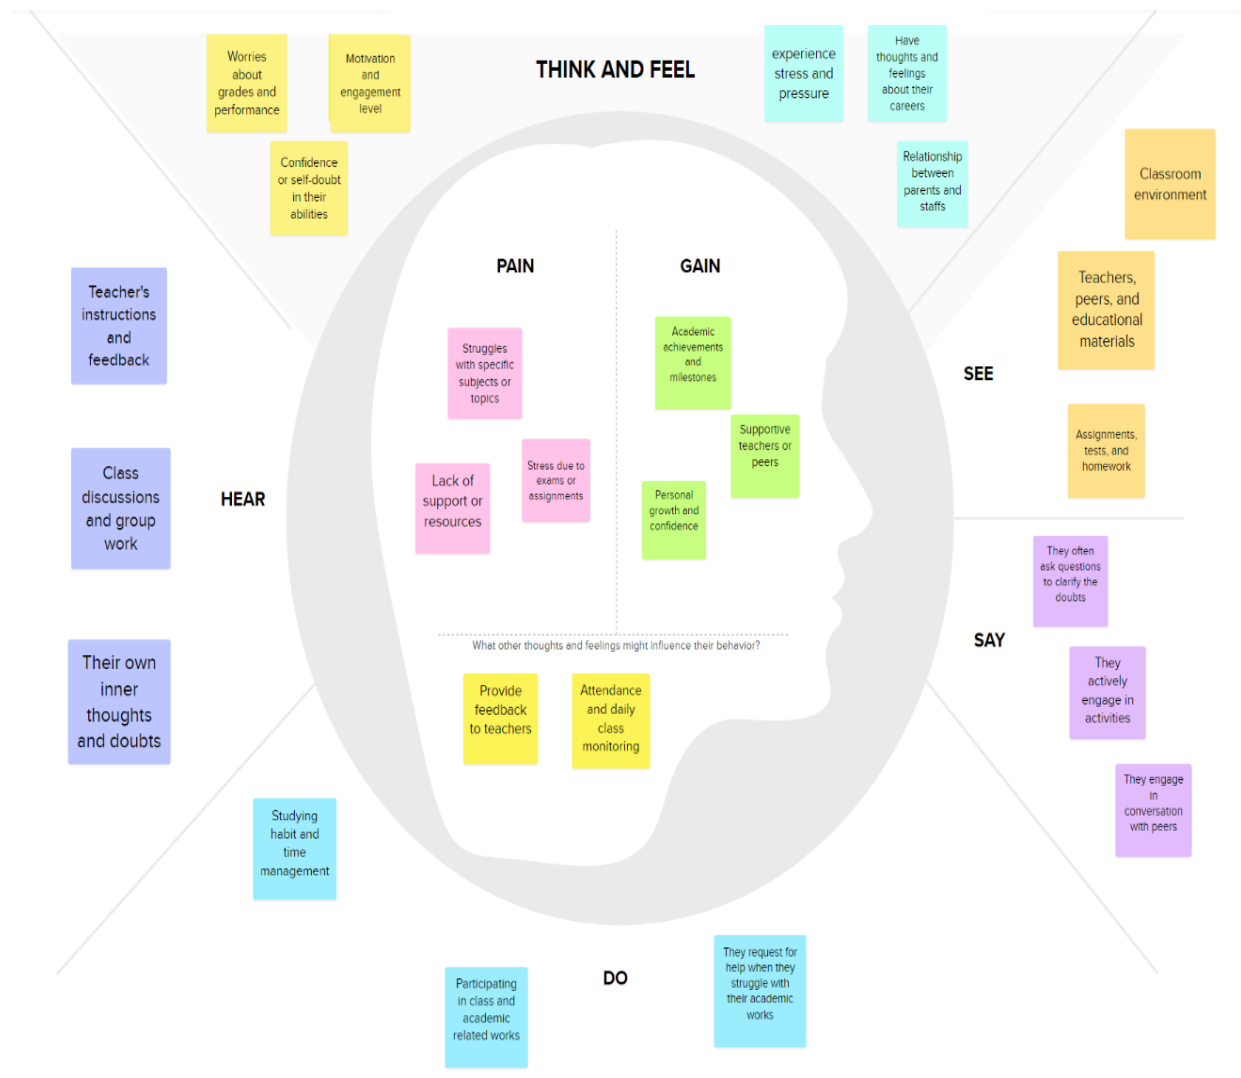 THINK AND FEEL
Worries
about
grades and
performance
Motivation
and
engagement
level
Confidence
or self-doubt
in their
abilities
experience
stress and
pressure
Have
thoughts and
feelings
about their
careers
Relationship
between
parents and
staffs
Classroom
environment
Teachers,
peers, and
educational
materials
SEE
Assignments,
tests, and
homework
Teacher's
instructions
and
feedback
Class
discussions
and group
work
HEAR
Their own
inner
thoughts
and doubts
PAIN
Struggles
with specific
subjects or
topics
Lack of
support or
resources
Stress due to
exams or
assignments
GAIN
Academic
achievements
and
milestones
Supportive
teachers or
peers
Personal
growth and
confidence
What other thoughts and feelings might influence their behavior?
Provide
feedback
to teachers
Attendance
and daily
class
monitoring
They often
ask questions
to clarify the
doubts
SAY
They
actively
engage in
activities
They engage
in
conversation
with peers
Studying
habit and
time
management
DO
Participating
in class and
academic
related works
They request for
help when they
struggle with
their academic
works